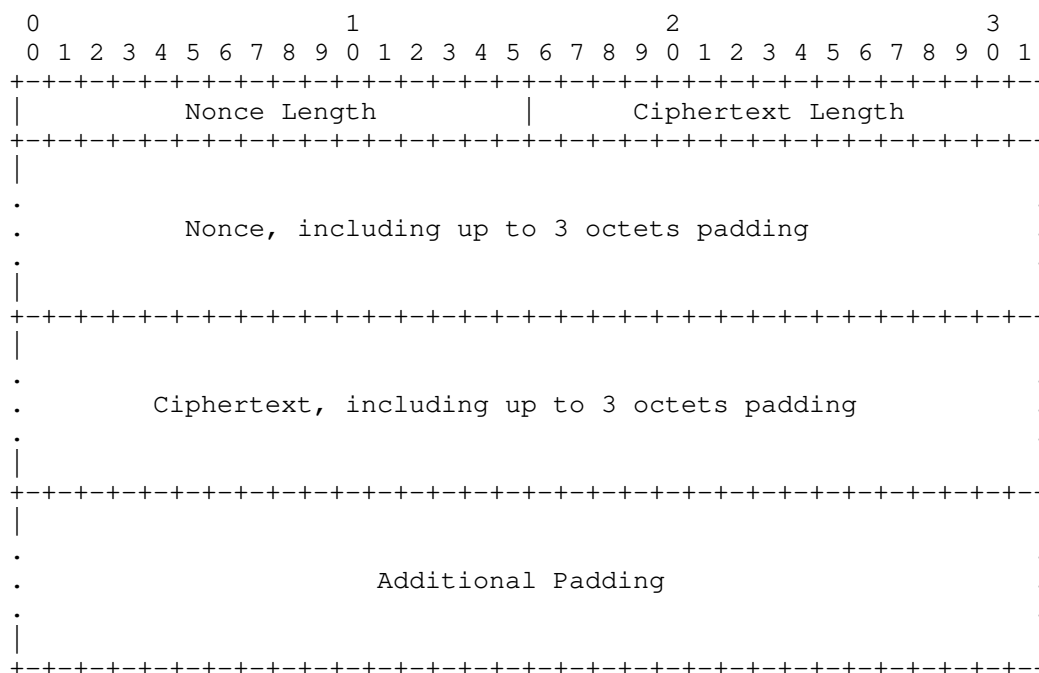 0                   1                   2                   3
0 1 2 3 4 5 6 7 8 9 0 1 2 3 4 5 6 7 8 9 0 1 2 3 4 5 6 7 8 9 0 1
+-+-+-+-+-+-+-+-+-+-+-+-+-+-+-+-+-+-+-+-+-+-+-+-+-+-+-+-+-+-+-+-
|          Nonce Length         |      Ciphertext Length
+-+-+-+-+-+-+-+-+-+-+-+-+-+-+-+-+-+-+-+-+-+-+-+-+-+-+-+-+-+-+-+-
|
.                                                               .
.          Nonce, including up to 3 octets padding              .
.                                                               .
|
+-+-+-+-+-+-+-+-+-+-+-+-+-+-+-+-+-+-+-+-+-+-+-+-+-+-+-+-+-+-+-+-
|
.                                                               .
.        Ciphertext, including up to 3 octets padding           .
.                                                               .
|
+-+-+-+-+-+-+-+-+-+-+-+-+-+-+-+-+-+-+-+-+-+-+-+-+-+-+-+-+-+-+-+-
|
.                                                               .
.                      Additional Padding                       .
.                                                               .
|
+-+-+-+-+-+-+-+-+-+-+-+-+-+-+-+-+-+-+-+-+-+-+-+-+-+-+-+-+-+-+-+-